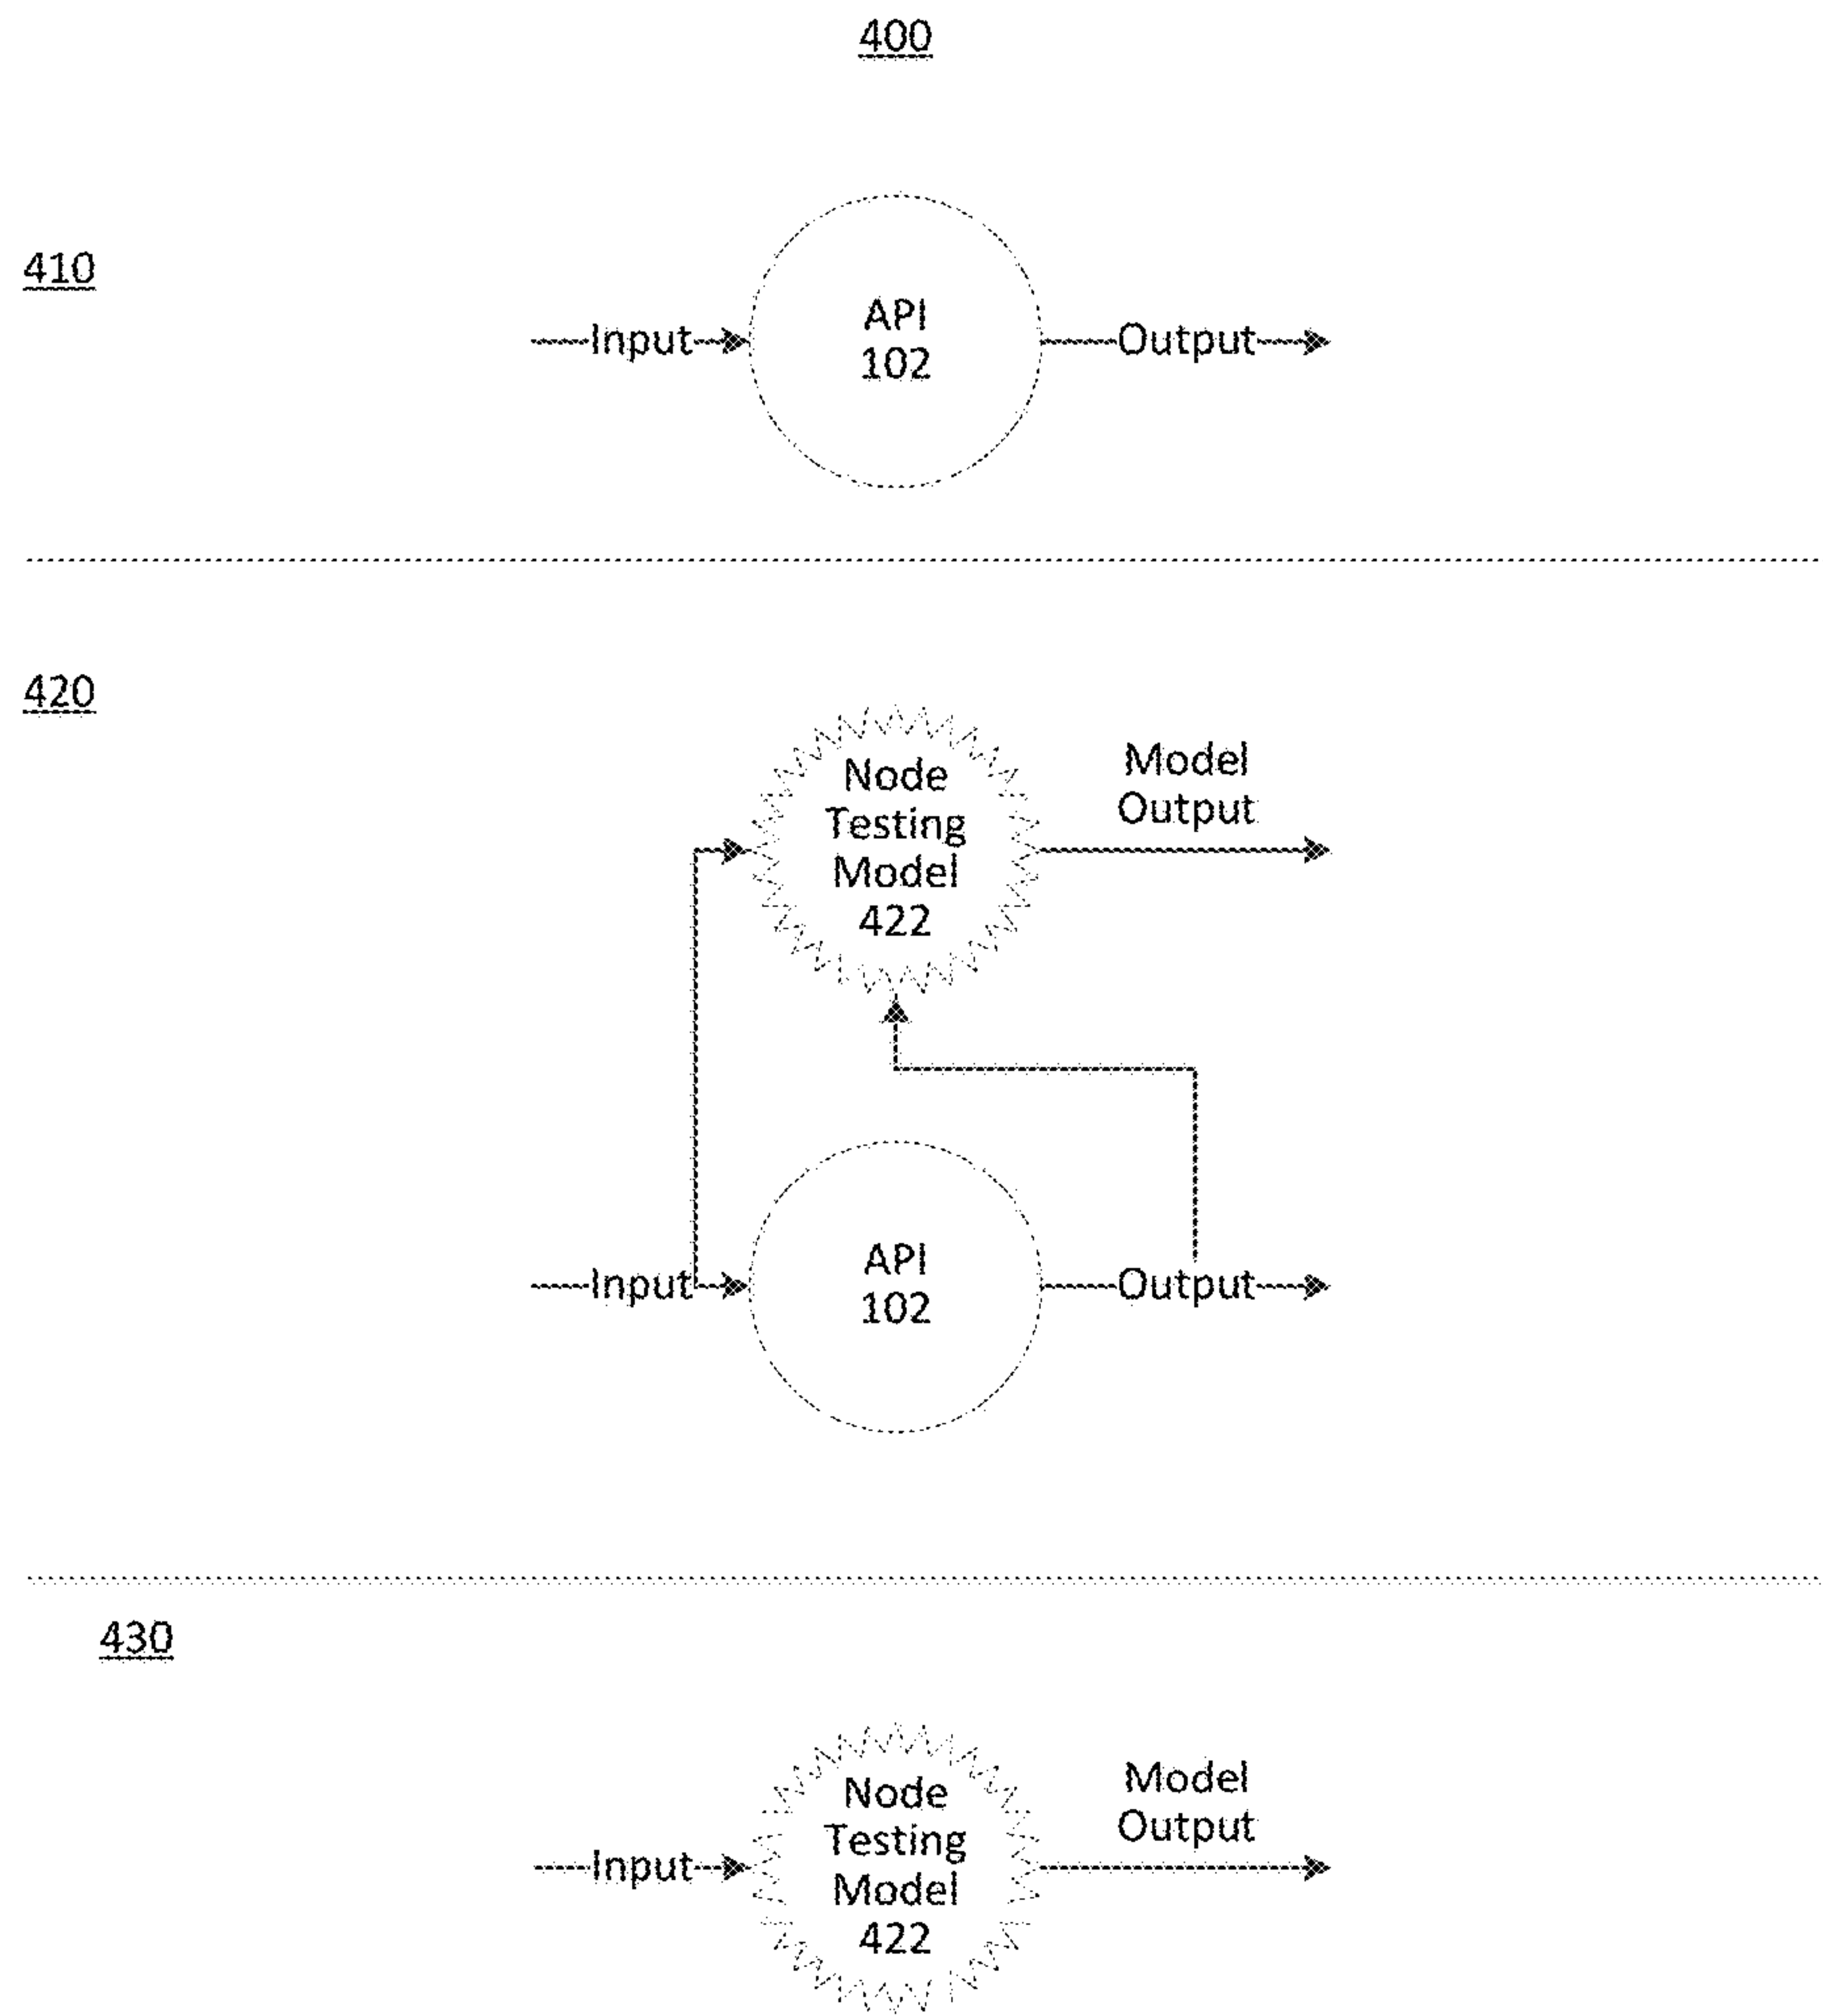 400
410
Input
API
102
Output
420
Node
Testing
Model
422
Model
Output
Input
API
102
Output
430
Input
Node
Testing
Model
422
Model
Output